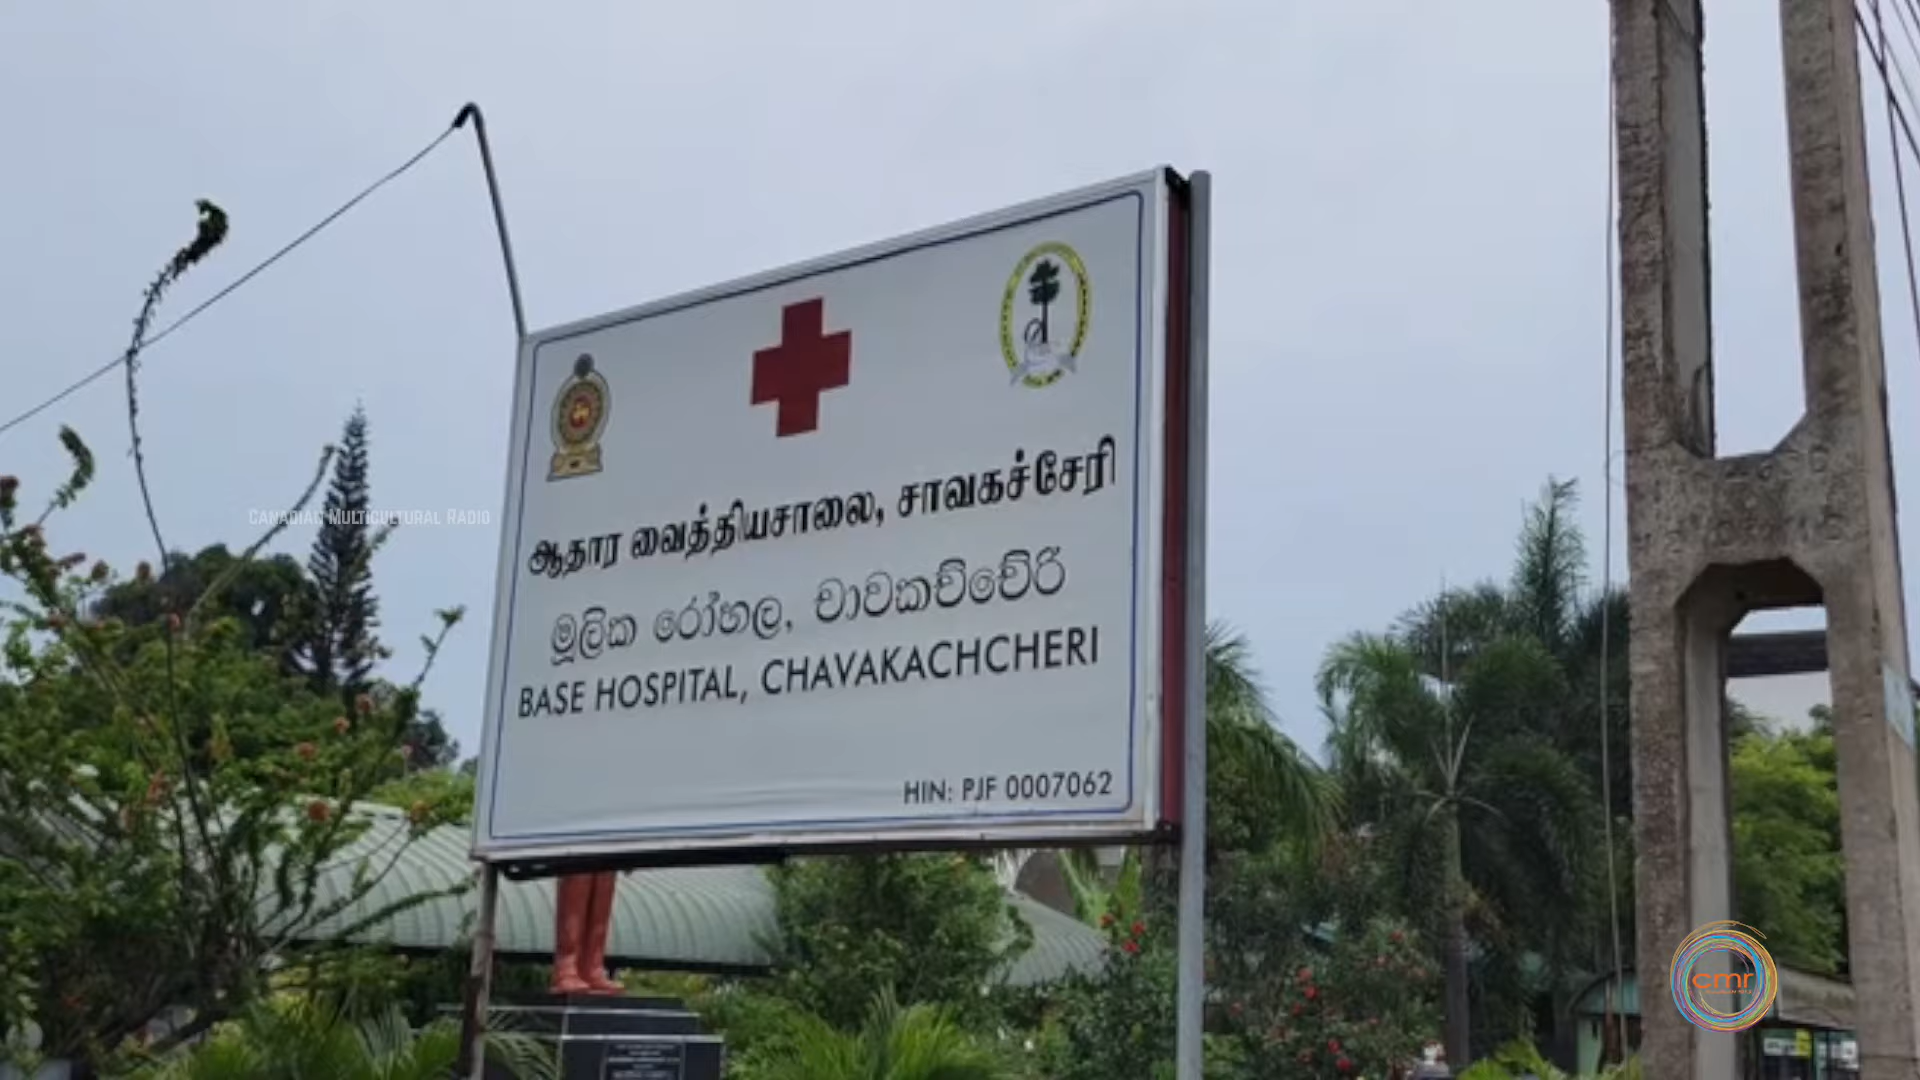 ஆதார வைத்தியசாலை, சாவகச்சேரி
මූලික රෝහල, චාවකච්චේරි
BASE HOSPITAL, CHAVAKACHCHERI
HIN: PJF 0007062
CANADIAN MULTICULTURAL RADIO
cmr